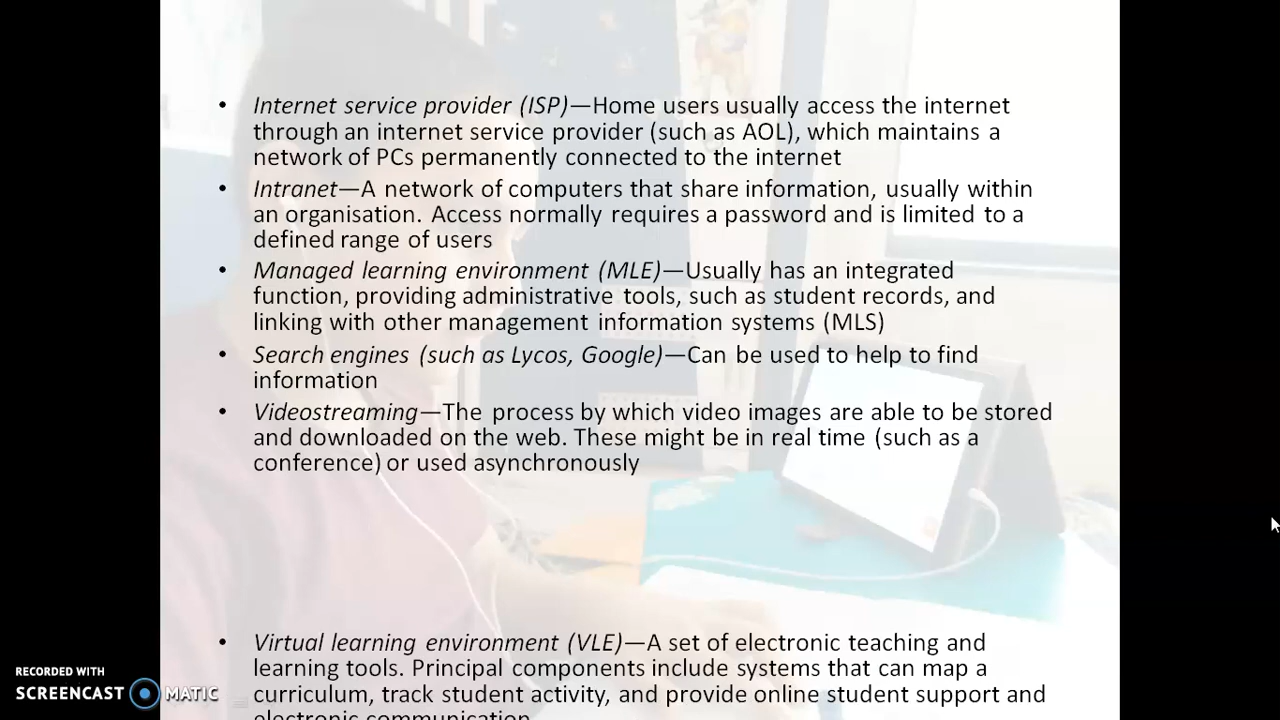 • Internet service provider (ISP)—Home users usually access the internet
through an internet service provider (such as AOL), which maintains a
network of PCs permanently connected to the internet
• Intranet—A network of computers that share information, usually within
an organisation. Access normally requires a password and is limited to a
defined range of users
• Managed learning environment (MLE)—Usually has an integrated
function, providing administrative tools, such as student records, and
linking with other management information systems (MLS)
• Search engines (such as Lycos, Google)—Can be used to help to find
information
• Videostreaming—The process by which video images are able to be stored
and downloaded on the web. These might be in real time (such as a
conference) or used asynchronously
• Virtual learning environment (VLE)—A set of electronic teaching and
learning tools. Principal components include systems that can map a
curriculum, track student activity, and provide online student support and
electronic communication
RECORDED WITH
SCREENCAST MATIC